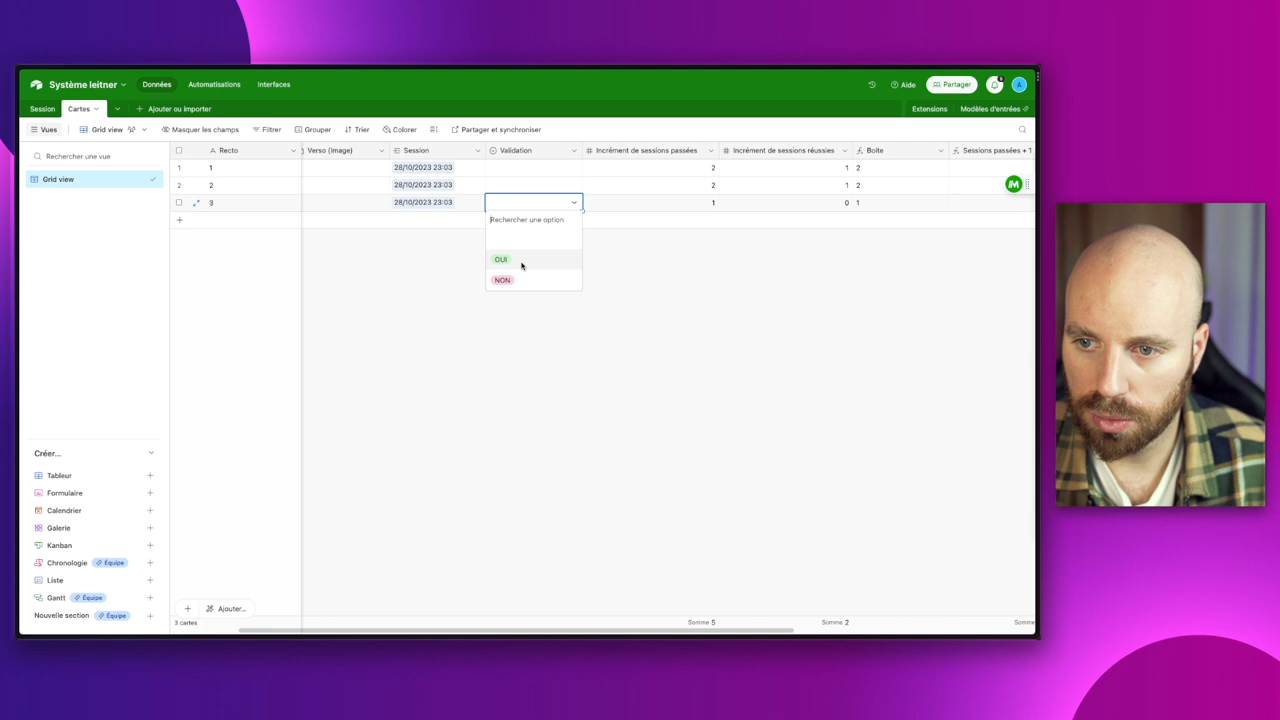 Système leitner Données Automatisations Interfaces Aide Partager A
Session Cartes Ajouter ou importer Extensions Modèles d'entrées
Vues Grid view Masquer les champs Filtrer Grouper Trier Colorer Partager et synchroniser
Rechercher une vue
Grid view
Recto Verso (Image) Session Validation Incrément de sessions passées Incrément de sessions réussies Boite Sessions passées + 1
1 1 28/10/2023 23:03 2 1 2
2 2 28/10/2023 23:03 2 1 2
3 28/10/2023 23:03 1 0 1
Rechercher une option
OUI
NON
Créer...
Tableur
Formulaire
Calendrier
Galerie
Kanban
Chronologie Équipe
Liste
Gantt Équipe
Nouvelle section Équipe
Ajouter...
3 cartes Somme 5 Somme 2 Somme